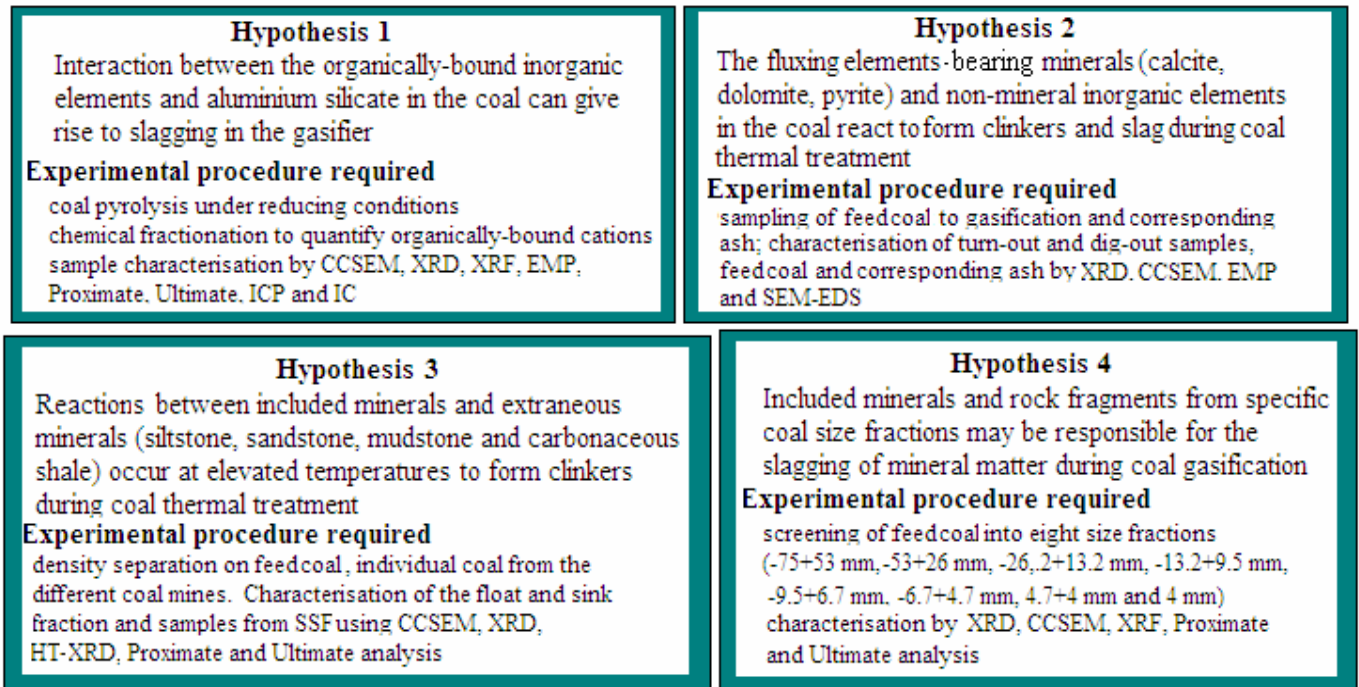 Hypothesis 1
Interaction between the organically-bound inorganic
elements and aluminium silicate in the coal can give
rise to slagging in the gasifier
Experimental procedure required
coal pyrolysis under reducing conditions
chemical fractionation to quantify organically-bound cations
sample characterisation by CCSEM, XRD, XRF, EMP,
Proximate, Ultimate, ICP and IC
Hypothesis 2
The fluxing elements-bearing minerals (calcite,
dolomite, pyrite) and non-mineral inorganic elements
in the coal react to form clinkers and slag during coal
thermal treatment
Experimental procedure required
sampling of feed coal to gasification and corresponding
ash; characterisation of turn-out and dig-out samples,
feed coal and corresponding ash by XRD. CCSEM. EMP
and SEM-EDS
Hypothesis 3
Reactions between included minerals and extraneous
minerals (siltstone, sandstone, mudstone and carbonaceous
shale) occur at elevated temperatures to form clinkers
during coal thermal treatment
Experimental procedure required
density separation on feed coal, individual coal from the
different coal mines. Characterisation of the float and sink
fraction and samples from SSF using CCSEM, XRD,
HT-XRD, Proximate and Ultimate analysis
Hypothesis 4
Included minerals and rock fragments from specific
coal size fractions may be responsible for the
slagging of mineral matter during coal gasification
Experimental procedure required
screening of feed coal into eight size fractions
(-75+53 mm, -53+26 mm, -26,.2+13.2 mm, -13.2+9.5 mm,
-9.5+6.7 mm, -6.7+4.7 mm, 4.7+4 mm and 4 mm)
characterisation by XRD, CCSEM, XRF, Proximate
and Ultimate analysis